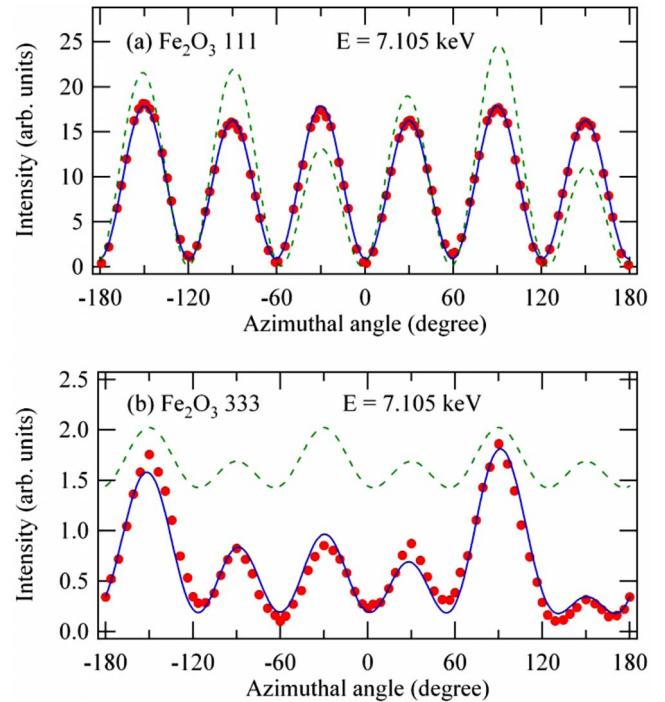 (a) Fe₂O₃ 111 E = 7.105 keV
Intensity (arb. units)
25
20
15
10
5
0
-180 -120 -60 0 60 120 180
Azimuthal angle (degree)
(b) Fe₂O₃ 333 E = 7.105 keV
Intensity (arb. units)
2.5
2.0
1.5
1.0
0.5
0.0
-180 -120 -60 0 60 120 180
Azimuthal angle (degree)